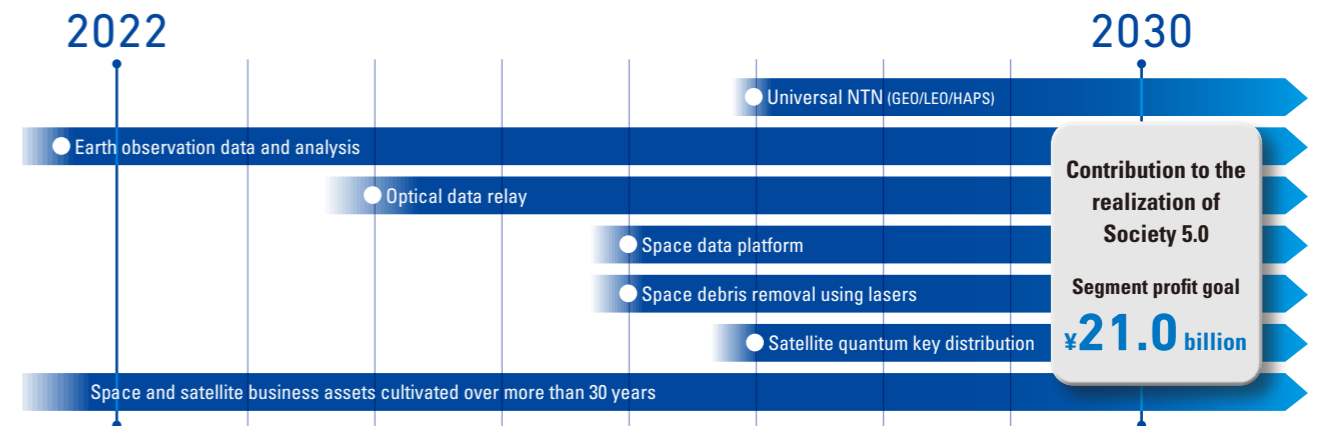 2022
2030
Universal NTN (GEO/LEO/HAPS)
Earth observation data and analysis
Optical data relay
Space data platform
Space debris removal using lasers
Satellite quantum key distribution
Space and satellite business assets cultivated over more than 30 years
Contribution to the
realization of
Society 5.0
Segment profit goal
¥21.0 billion